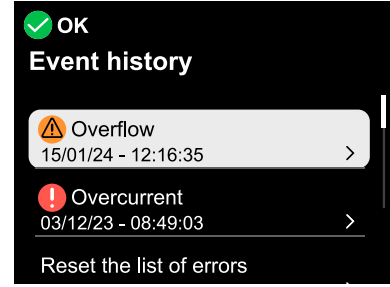 OK
Event history
Overflow
15/01/24 - 12:16:35
Overcurrent
03/12/23 - 08:49:03
Reset the list of errors